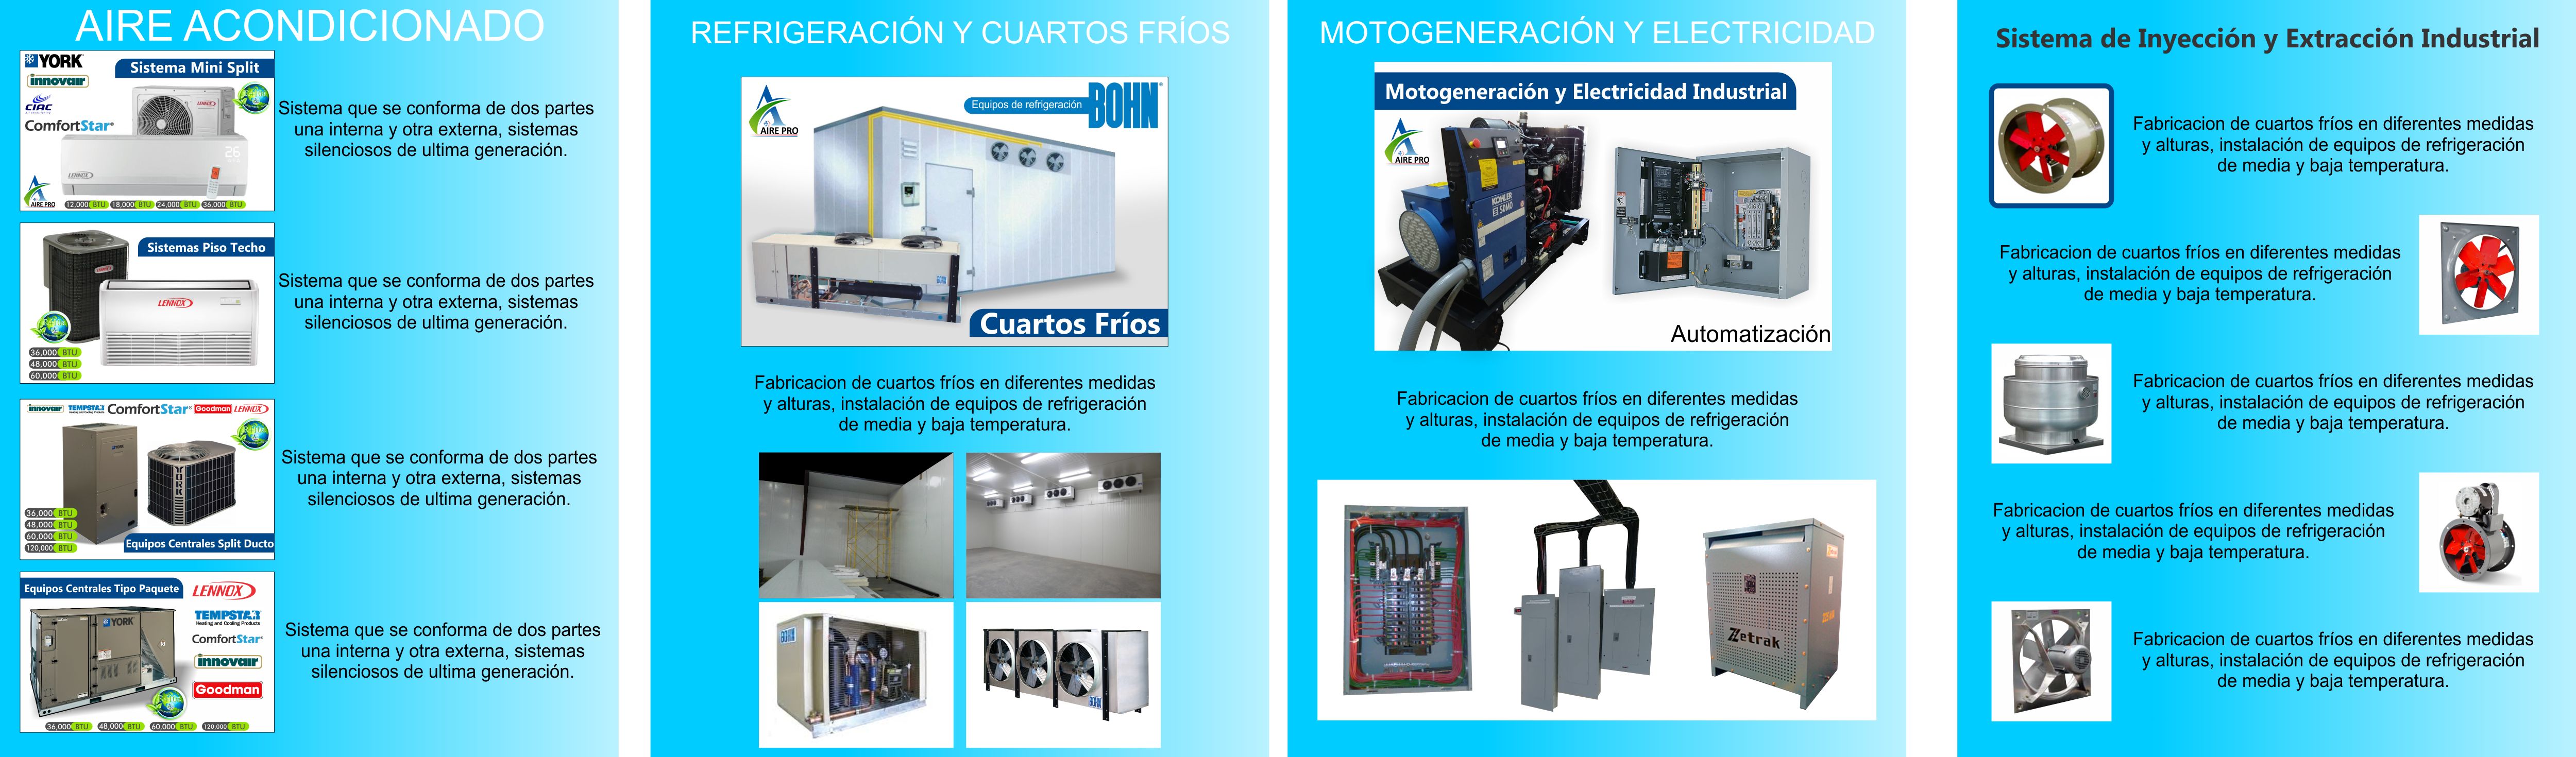 AIRE ACONDICIONADO
YORK
innovair
CIAC
ComfortStar®
Sistema Mini Split
LENNOX
26
LENNOX
AIRE PRO
12,000 BTU 18,000 BTU 24,000 BTU 36,000 BTU
Sistema que se conforma de dos partes
una interna y otra externa, sistemas
silenciosos de ultima generación.
Sistemas Piso Techo
LENNOX
36,000 BTU
48,000 BTU
60,000 BTU
Sistema que se conforma de dos partes
una interna y otra externa, sistemas
silenciosos de ultima generación.
innovair TEMPSTAR Heating and Cooling Products ComfortStar® Goodman LENNOX
YORK
36,000 BTU
48,000 BTU
60,000 BTU
120,000 BTU
Equipos Centrales Split Ducto
Sistema que se conforma de dos partes
una interna y otra externa, sistemas
silenciosos de ultima generación.
Equipos Centrales Tipo Paquete
LENNOX
TEMPSTAR
Heating and Cooling Products
ComfortStar®
innovair
Goodman
YORK
36,000 BTU 48,000 BTU 60,000 BTU 120,000 BTU
Sistema que se conforma de dos partes
una interna y otra externa, sistemas
silenciosos de ultima generación.
REFRIGERACIÓN Y CUARTOS FRÍOS
AIRE PRO
Equipos de refrigeración
BOHN®
Cuartos Fríos
Fabricacion de cuartos fríos en diferentes medidas
y alturas, instalación de equipos de refrigeración
de media y baja temperatura.
BOHN
BOHN
MOTOGENERACIÓN Y ELECTRICIDAD
Motogeneración y Electricidad Industrial
AIRE PRO
KOHLER
SDMO
Automatización
Fabricacion de cuartos fríos en diferentes medidas
y alturas, instalación de equipos de refrigeración
de media y baja temperatura.
Zetrak
Sistema de Inyección y Extracción Industrial
Fabricacion de cuartos fríos en diferentes medidas
y alturas, instalación de equipos de refrigeración
de media y baja temperatura.
Fabricacion de cuartos fríos en diferentes medidas
y alturas, instalación de equipos de refrigeración
de media y baja temperatura.
Fabricacion de cuartos fríos en diferentes medidas
y alturas, instalación de equipos de refrigeración
de media y baja temperatura.
Fabricacion de cuartos fríos en diferentes medidas
y alturas, instalación de equipos de refrigeración
de media y baja temperatura.
Fabricacion de cuartos fríos en diferentes medidas
y alturas, instalación de equipos de refrigeración
de media y baja temperatura.